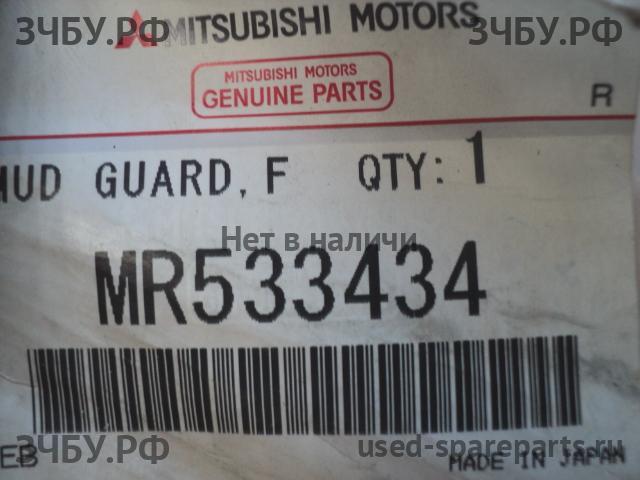 ЗЧБУ.РФ ЗЧБУ.РФ
MITSUBISHI MOTORS
MITSUBISHI MOTORS
GENUINE PARTS
R
MUD GUARD, F QTY: 1
Нет в наличи
MR533434
ЗЧБУ.РФ used-spareparts.ru
EB MADE IN JAPAN